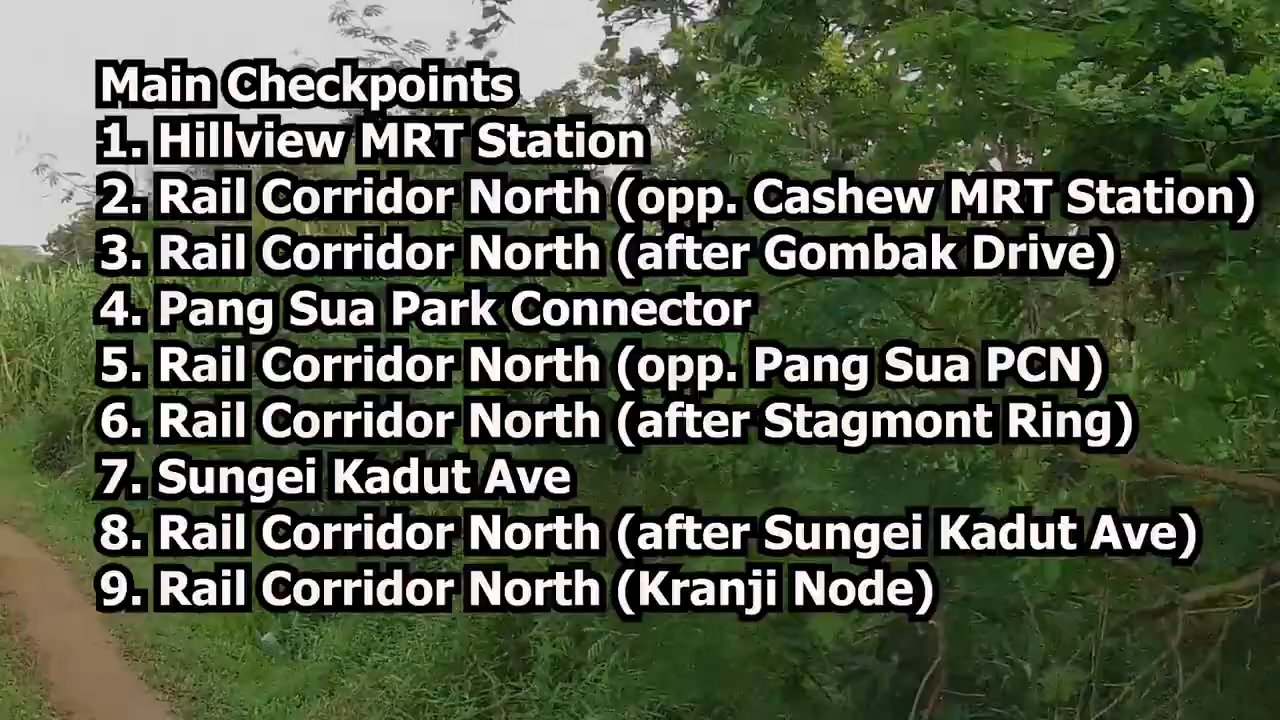 Main Checkpoints
1. Hillview MRT Station
2. Rail Corridor North (opp. Cashew MRT Station)
3. Rail Corridor North (after Gombak Drive)
4. Pang Sua Park Connector
5. Rail Corridor North (opp. Pang Sua PCN)
6. Rail Corridor North (after Stagmont Ring)
7. Sungei Kadut Ave
8. Rail Corridor North (after Sungei Kadut Ave)
9. Rail Corridor North (Kranji Node)